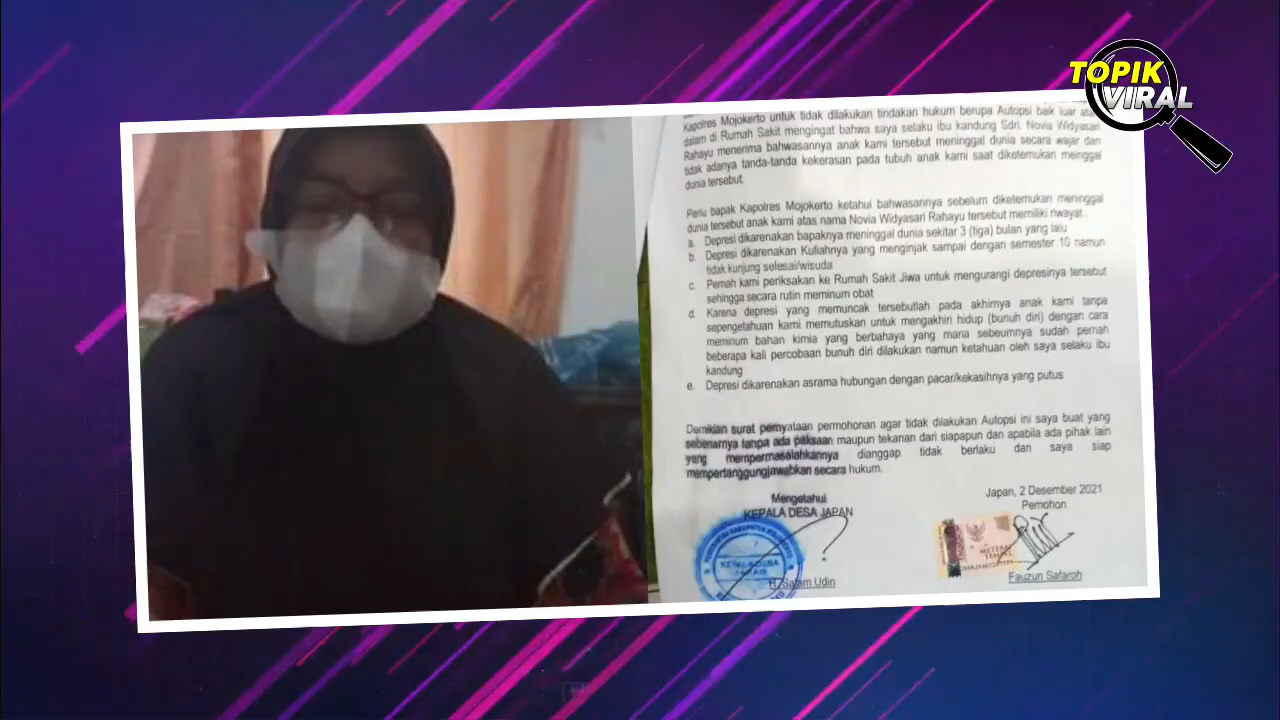 TOPIK
VIRAL
Kapolres Mojokerto untuk tidak dilakukan tindakan hukum berupa Autopsi baik luar
dalam di Rumah Sakit mengingat bahwa saya selaku ibu kandung Sdri. Novia Widyasari
Rahayu menerima bahwasannya anak kami tersebut meninggal dunia secara wajar dan
tidak adanya tanda-tanda kekerasan pada tubuh anak kami saat diketemukan meinggal
dunia tersebut.
Perlu bapak Kapolres Mojokerto ketahui bahwasannya sebelum diketemukan meninggal
dunia tersebut anak kami atas nama Novia Widyasari Rahayu tersebut memiliki riwayat
a. Depresi dikarenakan bapaknya meninggal dunia sekitar 3 (tiga) bulan yang lalu
b. Depresi dikarenakan Kuliahnya yang menginjak sampai dengan semester 10 namun
tidak kunjung selesai/wisuda
c. Pernah kami periksakan ke Rumah Sakit Jiwa untuk mengurangi depresinya tersebut
sehingga secara rutin meminum obat
d. Karena depresi yang memuncak tersebutlah pada akhirnya anak kami tanpa
sepengetahuan kami memutuskan untuk mengakhiri hidup (bunuh diri) dengan cara
meminum bahan kimia yang berbahaya yang mana sebeumnya sudah pernah
beberapa kali percobaan bunuh diri dilakukan namun ketahuan oleh saya selaku ibu
kandung
e. Depresi dikarenakan asrama hubungan dengan pacar/kekasihnya yang putus
Demikian surat pernyataan permohonan agar tidak dilakukan Autopsi ini saya buat yang
sebenarnya tanpa ada paksaan maupun tekanan dari siapapun dan apabila ada pihak lain
yang mempermasalahkannya dianggap tidak berlaku dan saya siap
mempertanggungjawabkan secara hukum.
Japan, 2 Desember 2021
Mengetahui
Pemohon
KEPALA DESA JAPAN
KEPALA DESA
JAPAN
METERAI
TEMPEL
H. Salam Udin
Fauzun Safaroh